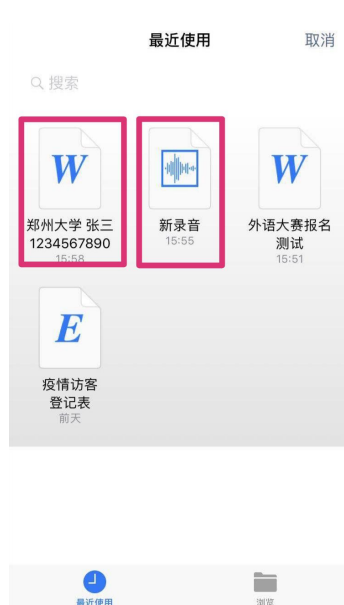 最近使用
取消
搜索
W
W
郑州大学 张三
1234567890
15:58
新录音
15:55
外语大赛报名
测试
15:51
E
疫情访客
登记表
前天
最近使用
浏览